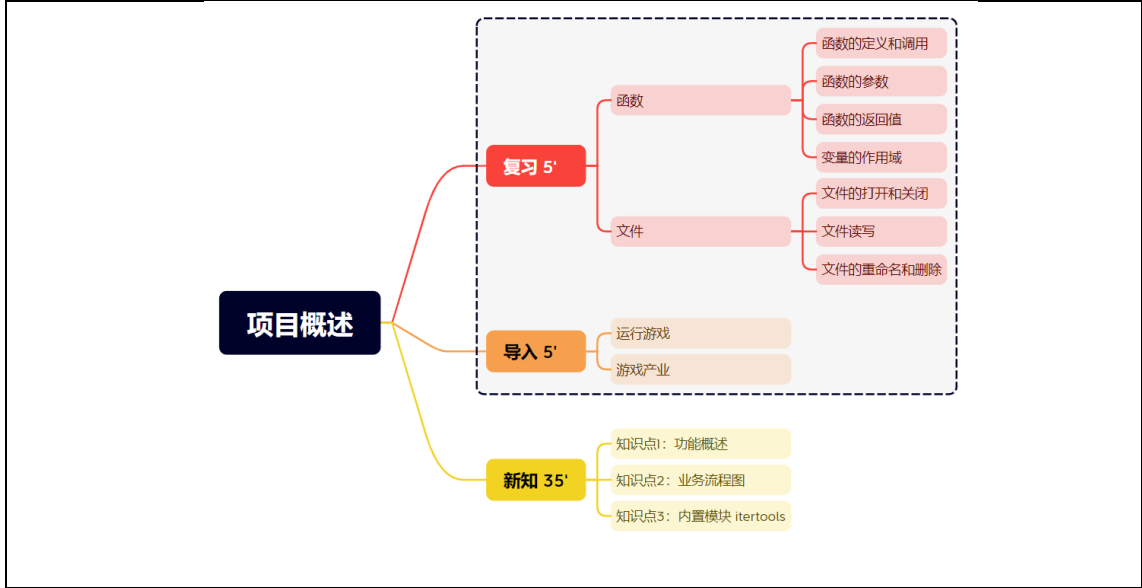 项目概述
复习 5'
函数
函数的定义和调用
函数的参数
函数的返回值
变量的作用域
文件
文件的打开和关闭
文件读写
文件的重命名和删除
导入 5'
运行游戏
游戏产业
新知 35'
知识点1：功能概述
知识点2：业务流程图
知识点3：内置模块 itertools